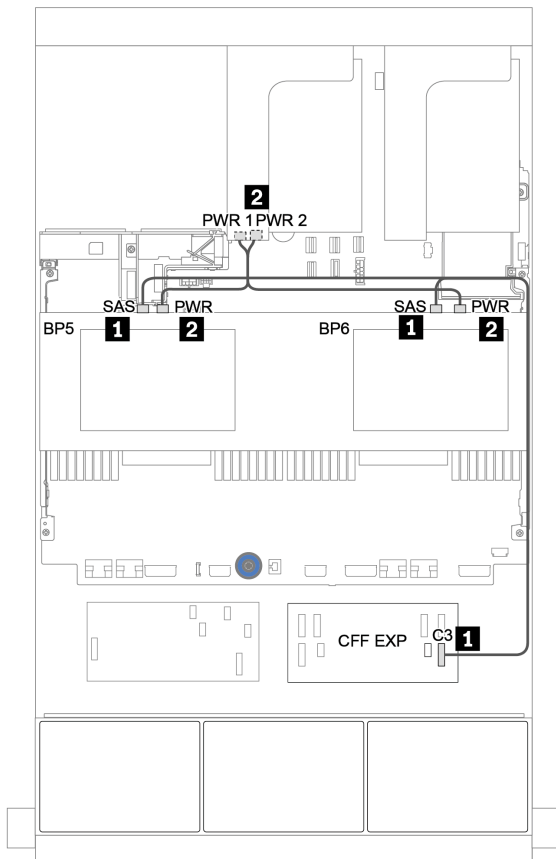 2
PWR 1 PWR 2
SAS PWR SAS PWR
BP5 1 2 BP6 1 2
CFF EXP C3 1